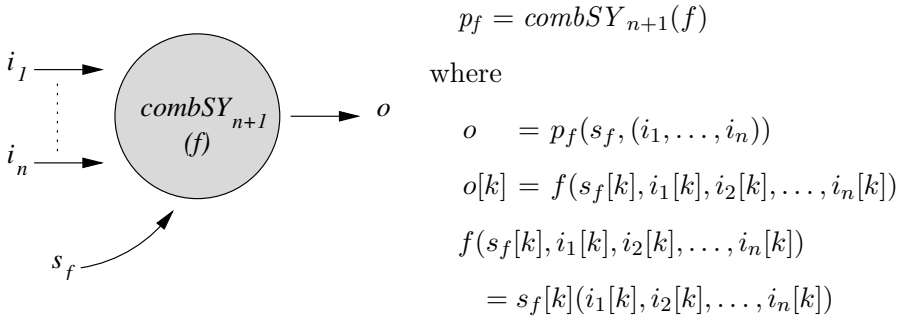 i_1
i_n
s_f
combSY_{n+1}
(f)
o
p_f = combSY_{n+1}(f)
where
o = p_f(s_f, (i_1, . . . , i_n))
o[k] = f(s_f[k], i_1[k], i_2[k], . . . , i_n[k])
f(s_f[k], i_1[k], i_2[k], . . . , i_n[k])
= s_f[k](i_1[k], i_2[k], . . . , i_n[k])